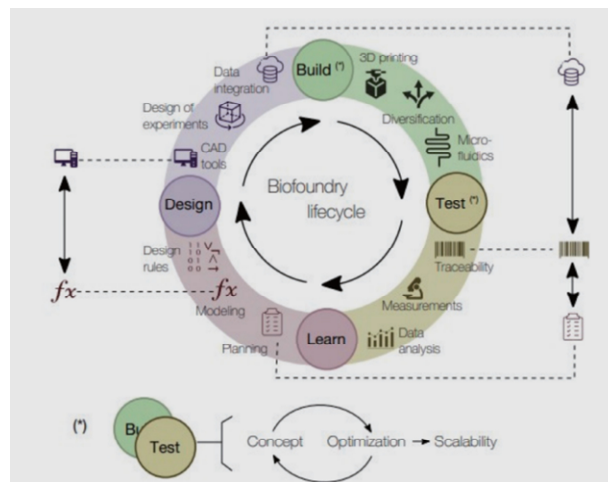 Build (*)
3D printing
Data
integration
Diversification
Design of
experiments
Micro-
fluidics
CAD
tools
Biofoundry
lifecycle
Design
Test (*)
Design
rules
Traceability
fx
fx
Modeling
Measurements
Planning
Learn
Data
analysis
(*)
Test
Concept
Optimization
Scalability